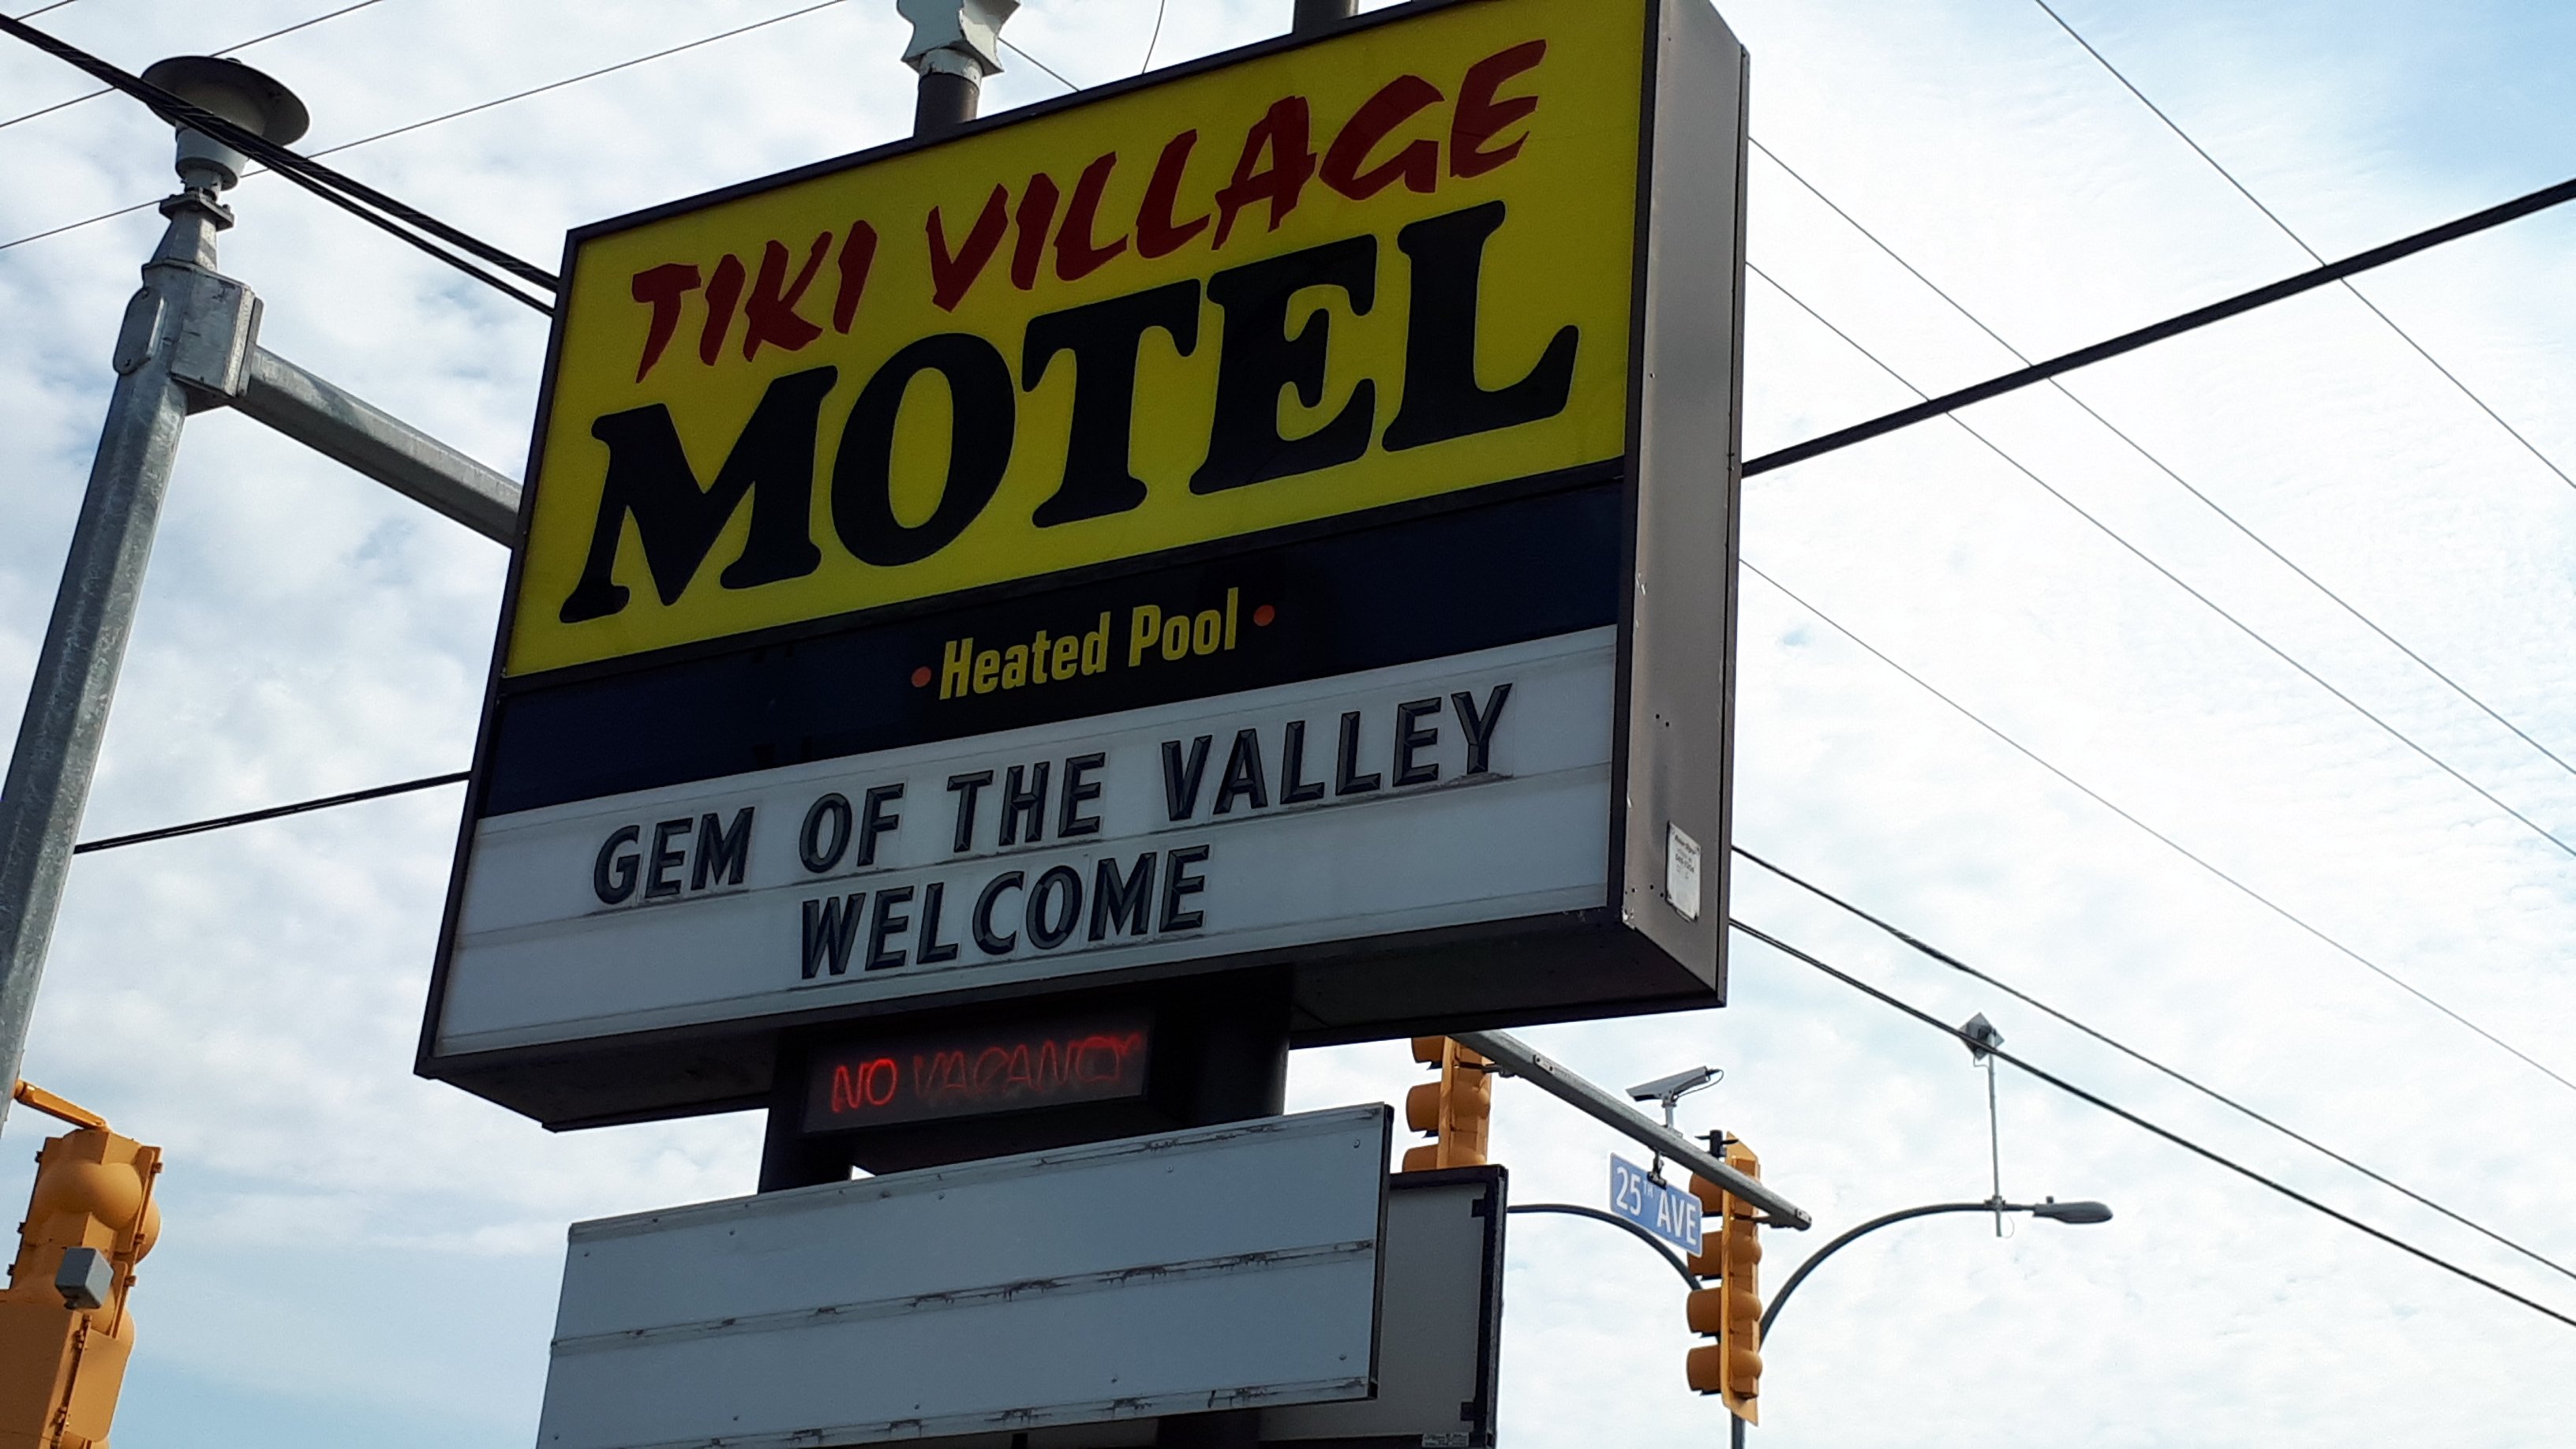 TIKI VILLAGE
MOTEL
• Heated Pool •
GEM OF THE VALLEY
WELCOME
NO VACANCY
25TH AVE